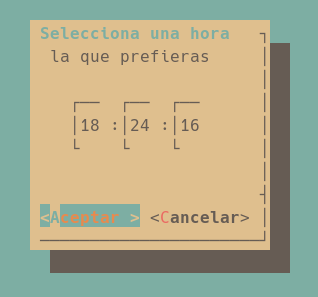 Selecciona una hora
la que prefieras
18 : 24 : 16
<Aceptar > <Cancelar>